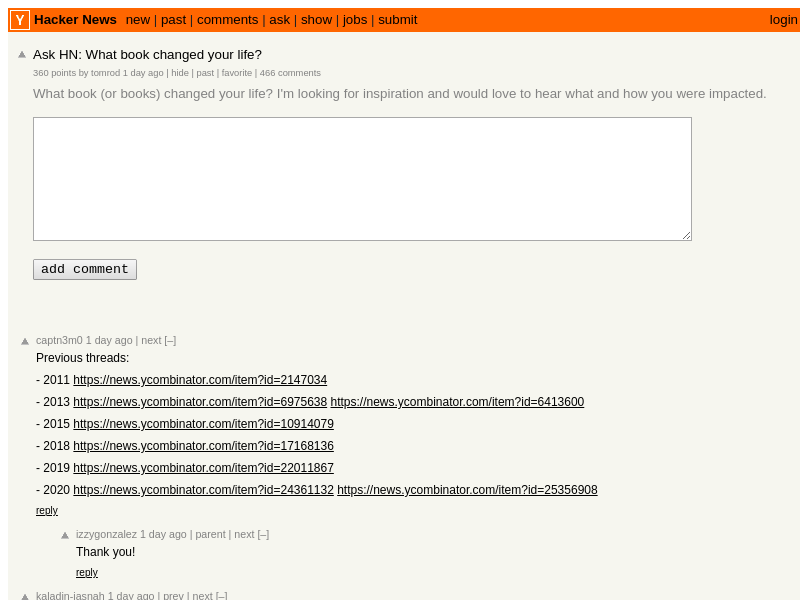 Y Hacker News new | past | comments | ask | show | jobs | submit login
Ask HN: What book changed your life?
360 points by tomrod 1 day ago | hide | past | favorite | 466 comments
What book (or books) changed your life? I'm looking for inspiration and would love to hear what and how you were impacted.
add comment
captn3m0 1 day ago | next [–]
Previous threads:
- 2011 https://news.ycombinator.com/item?id=2147034
- 2013 https://news.ycombinator.com/item?id=6975638 https://news.ycombinator.com/item?id=6413600
- 2015 https://news.ycombinator.com/item?id=10914079
- 2018 https://news.ycombinator.com/item?id=17168136
- 2019 https://news.ycombinator.com/item?id=22011867
- 2020 https://news.ycombinator.com/item?id=24361132 https://news.ycombinator.com/item?id=25356908
reply
izzygonzalez 1 day ago | parent | next [–]
Thank you!
reply
kaladin-jasnah 1 day ago | prev | next [–]